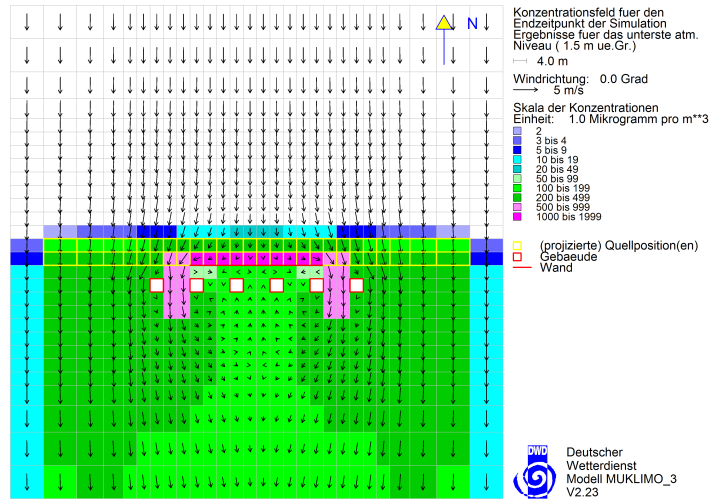 N
Konzentrationsfeld fuer den
Endzeitpunkt der Simulation
Ergebnisse fuer das unterste atm.
Niveau ( 1.5 m ue.Gr.)
4.0 m
Windrichtung: 0.0 Grad
5 m/s
Skala der Konzentrationen
Einheit: 1.0 Mikrogramm pro m**3
2
3 bis 4
5 bis 9
10 bis 19
20 bis 49
50 bis 99
100 bis 199
200 bis 499
500 bis 999
1000 bis 1999
(projizierte) Quellposition(en)
Gebaeude
Wand
DWD
Deutscher
Wetterdienst
Modell MUKLIMO_3
V2.23